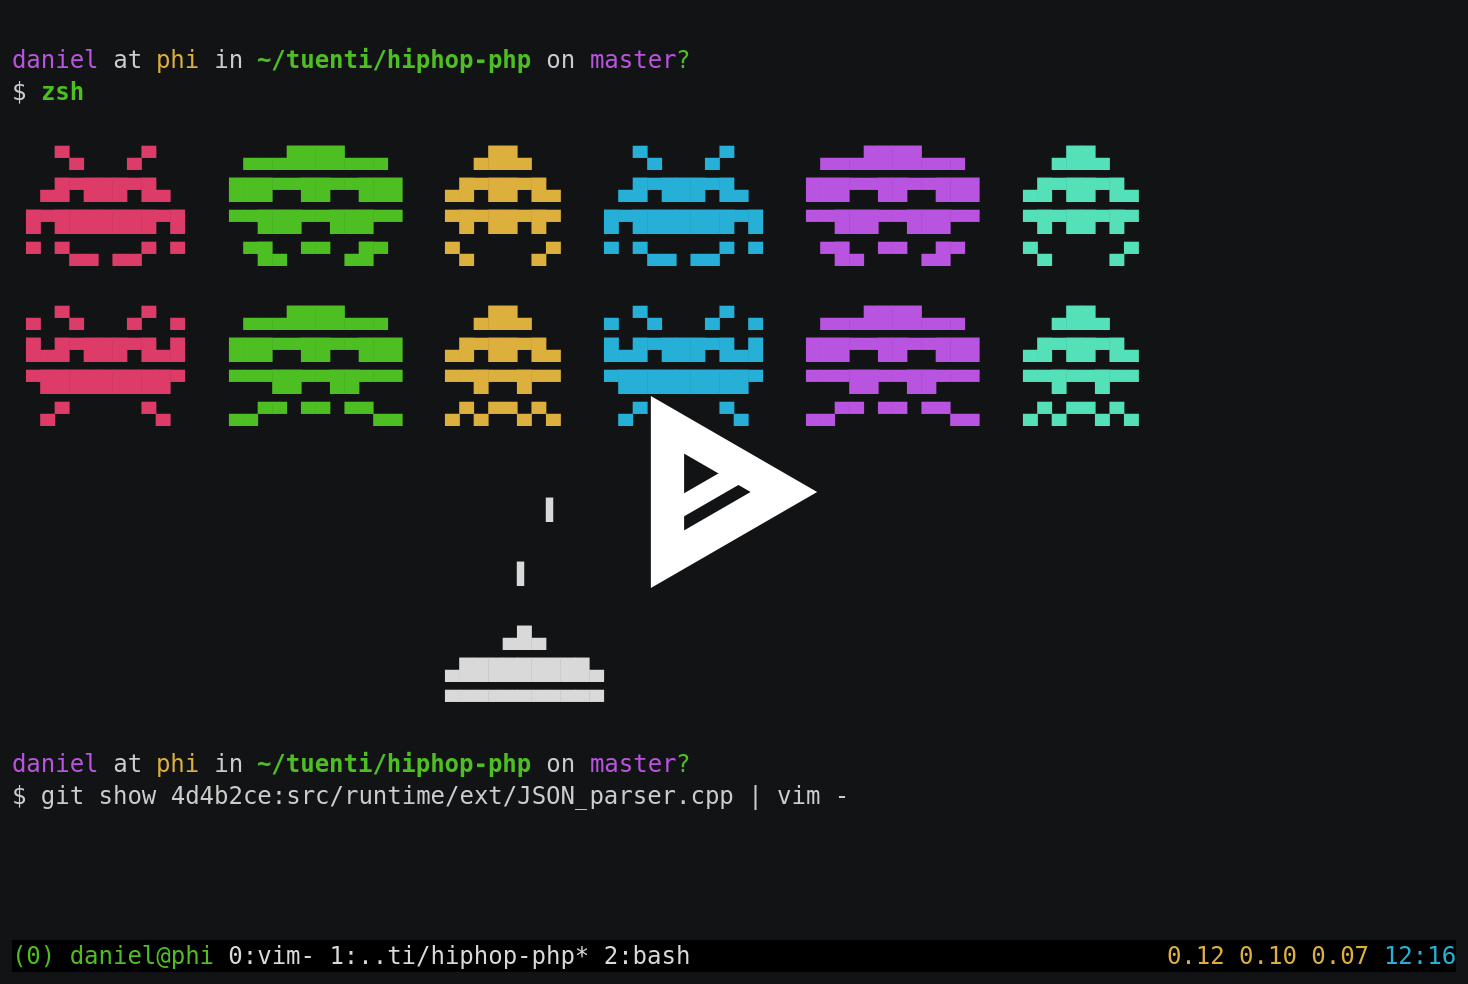 daniel at phi in ~/tuenti/hiphop-php on master?
$ zsh
daniel at phi in ~/tuenti/hiphop-php on master?
$ git show 4d4b2ce:src/runtime/ext/JSON_parser.cpp | vim -
(0) daniel@phi 0:vim- 1:..ti/hiphop-php* 2:bash 0.12 0.10 0.07 12:16